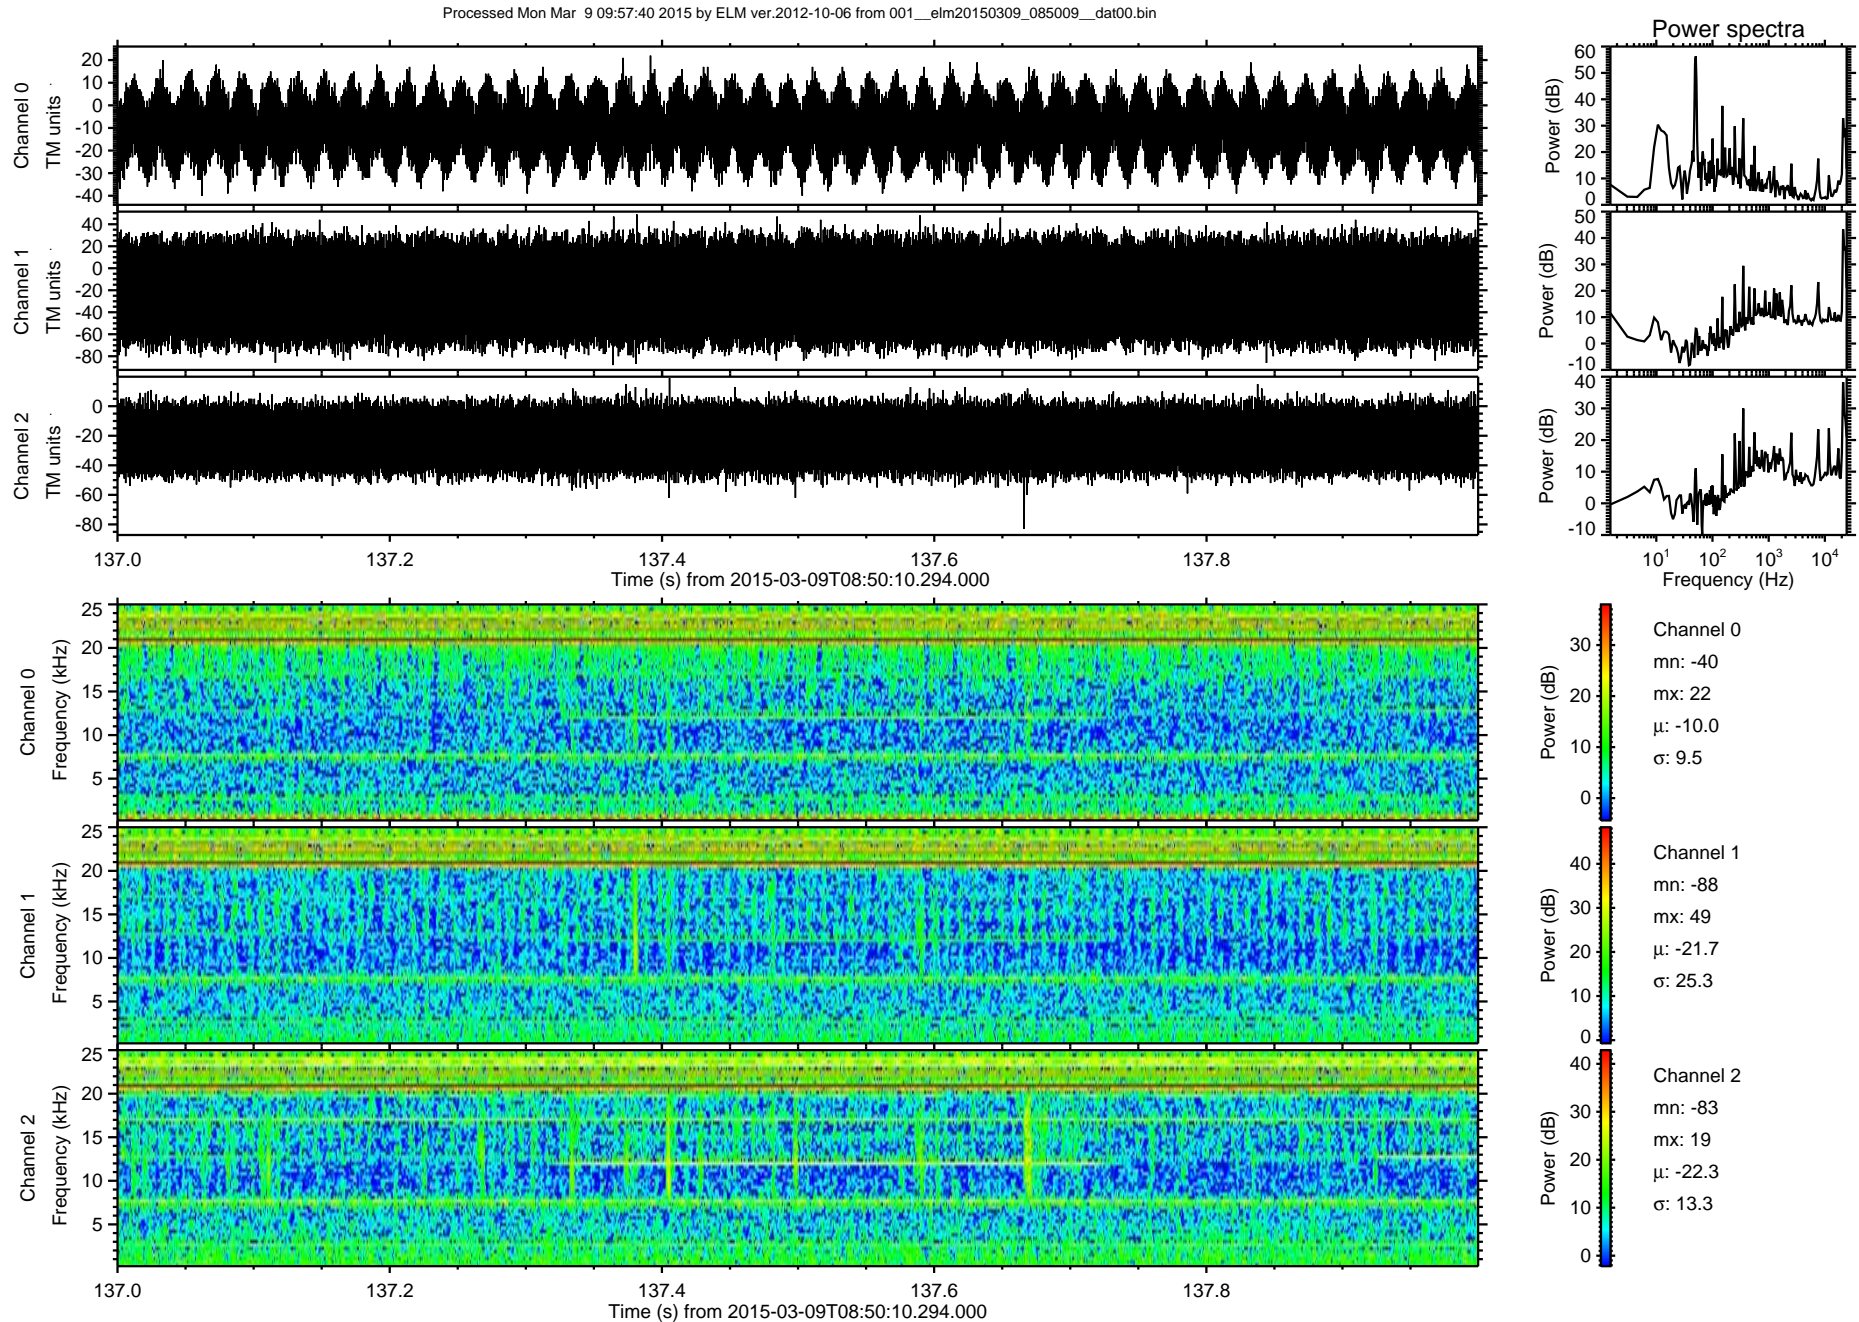 Processed Mon Mar  9 09:57:40 2015 by ELM ver.2012-10-06 from 001__elm20150309_085009__dat00.bin
Power spectra
Channel 0
TM units
20
10
0
-10
-20
-30
-40
Power (dB)
60
50
40
30
20
10
0
Channel 1
TM units
40
20
0
-20
-40
-60
-80
Power (dB)
50
40
30
20
10
0
-10
Channel 2
TM units
0
-20
-40
-60
-80
Power (dB)
40
30
20
10
0
-10
137.0 137.2 137.4 137.6 137.8
Time (s) from 2015-03-09T08:50:10.294.000
10¹ 10² 10³ 10⁴
Frequency (Hz)
Channel 0
Frequency (kHz)
25
20
15
10
5
Power (dB)
30
20
10
0
Channel 0
mn: -40
mx: 22
μ: -10.0
σ: 9.5
Channel 1
Frequency (kHz)
25
20
15
10
5
Power (dB)
40
30
20
10
0
Channel 1
mn: -88
mx: 49
μ: -21.7
σ: 25.3
Channel 2
Frequency (kHz)
25
20
15
10
5
Power (dB)
40
30
20
10
0
Channel 2
mn: -83
mx: 19
μ: -22.3
σ: 13.3
137.0 137.2 137.4 137.6 137.8
Time (s) from 2015-03-09T08:50:10.294.000